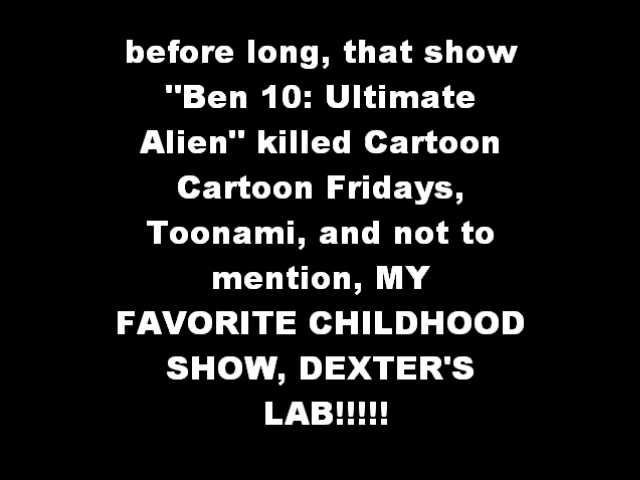 before long, that show
"Ben 10: Ultimate
Alien" killed Cartoon
Cartoon Fridays,
Toonami, and not to
mention, MY
FAVORITE CHILDHOOD
SHOW, DEXTER'S
LAB!!!!!